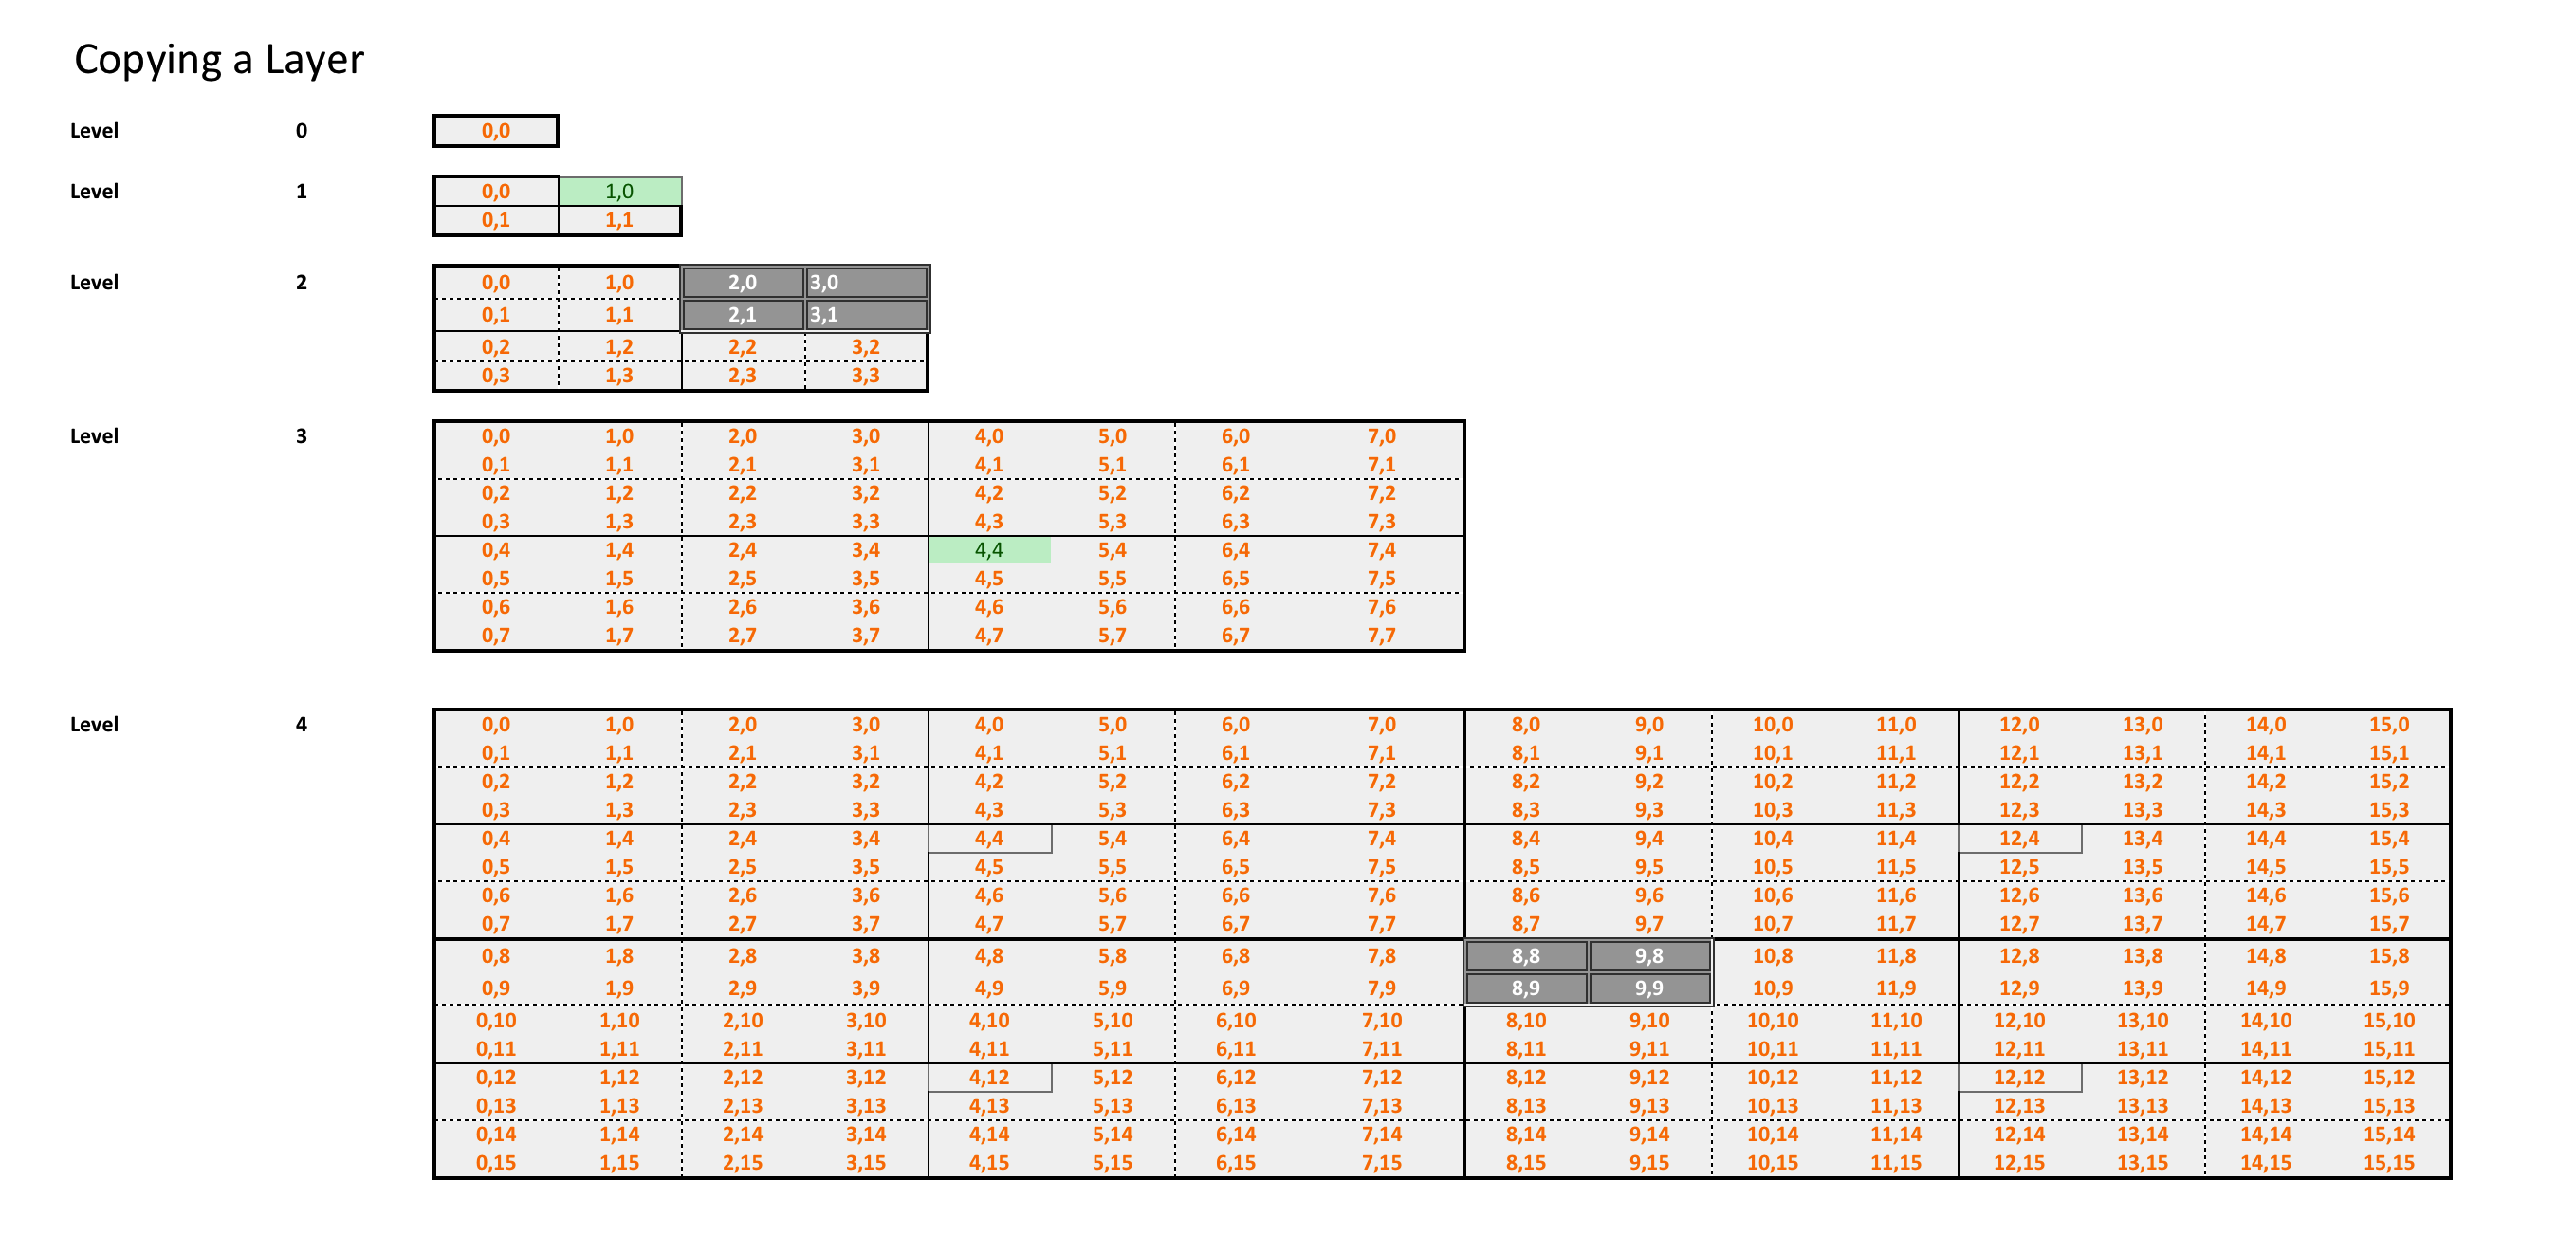 Copying a Layer
Level 0 0,0
Level 1 0,0 1,0
0,1 1,1
Level 2 0,0 1,0 2,0 3,0
0,1 1,1 2,1 3,1
0,2 1,2 2,2 3,2
0,3 1,3 2,3 3,3
Level 3 0,0 1,0 2,0 3,0 4,0 5,0 6,0 7,0
0,1 1,1 2,1 3,1 4,1 5,1 6,1 7,1
0,2 1,2 2,2 3,2 4,2 5,2 6,2 7,2
0,3 1,3 2,3 3,3 4,3 5,3 6,3 7,3
0,4 1,4 2,4 3,4 4,4 5,4 6,4 7,4
0,5 1,5 2,5 3,5 4,5 5,5 6,5 7,5
0,6 1,6 2,6 3,6 4,6 5,6 6,6 7,6
0,7 1,7 2,7 3,7 4,7 5,7 6,7 7,7
Level 4 0,0 1,0 2,0 3,0 4,0 5,0 6,0 7,0 8,0 9,0 10,0 11,0 12,0 13,0 14,0 15,0
0,1 1,1 2,1 3,1 4,1 5,1 6,1 7,1 8,1 9,1 10,1 11,1 12,1 13,1 14,1 15,1
0,2 1,2 2,2 3,2 4,2 5,2 6,2 7,2 8,2 9,2 10,2 11,2 12,2 13,2 14,2 15,2
0,3 1,3 2,3 3,3 4,3 5,3 6,3 7,3 8,3 9,3 10,3 11,3 12,3 13,3 14,3 15,3
0,4 1,4 2,4 3,4 4,4 5,4 6,4 7,4 8,4 9,4 10,4 11,4 12,4 13,4 14,4 15,4
0,5 1,5 2,5 3,5 4,5 5,5 6,5 7,5 8,5 9,5 10,5 11,5 12,5 13,5 14,5 15,5
0,6 1,6 2,6 3,6 4,6 5,6 6,6 7,6 8,6 9,6 10,6 11,6 12,6 13,6 14,6 15,6
0,7 1,7 2,7 3,7 4,7 5,7 6,7 7,7 8,7 9,7 10,7 11,7 12,7 13,7 14,7 15,7
0,8 1,8 2,8 3,8 4,8 5,8 6,8 7,8 8,8 9,8 10,8 11,8 12,8 13,8 14,8 15,8
0,9 1,9 2,9 3,9 4,9 5,9 6,9 7,9 8,9 9,9 10,9 11,9 12,9 13,9 14,9 15,9
0,10 1,10 2,10 3,10 4,10 5,10 6,10 7,10 8,10 9,10 10,10 11,10 12,10 13,10 14,10 15,10
0,11 1,11 2,11 3,11 4,11 5,11 6,11 7,11 8,11 9,11 10,11 11,11 12,11 13,11 14,11 15,11
0,12 1,12 2,12 3,12 4,12 5,12 6,12 7,12 8,12 9,12 10,12 11,12 12,12 13,12 14,12 15,12
0,13 1,13 2,13 3,13 4,13 5,13 6,13 7,13 8,13 9,13 10,13 11,13 12,13 13,13 14,13 15,13
0,14 1,14 2,14 3,14 4,14 5,14 6,14 7,14 8,14 9,14 10,14 11,14 12,14 13,14 14,14 15,14
0,15 1,15 2,15 3,15 4,15 5,15 6,15 7,15 8,15 9,15 10,15 11,15 12,15 13,15 14,15 15,15